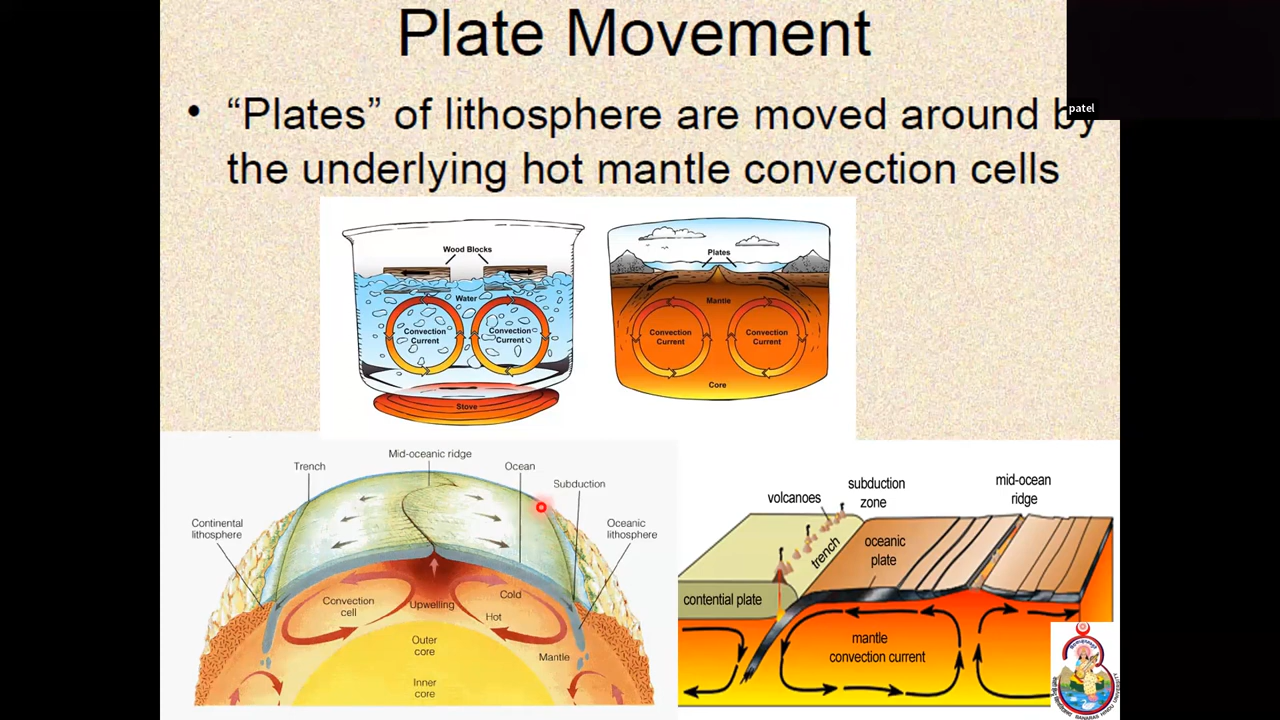 Plate Movement
patel
• “Plates” of lithosphere are moved around by
the underlying hot mantle convection cells
Wood Blocks
Water
Convection
Current
Convection
Current
Stove
Plates
Mantle
Convection
Current
Convection
Current
Core
Mid-oceanic ridge
Trench
Ocean
Subduction
Continental
lithosphere
Oceanic
lithosphere
Convection
cell
Upwelling
Cold
Hot
Outer
core
Mantle
Inner
core
subduction
zone
mid-ocean
ridge
volcanoes
trench
oceanic
plate
contential plate
mantle
convection current
BANARAS HINDU UNIVERSITY